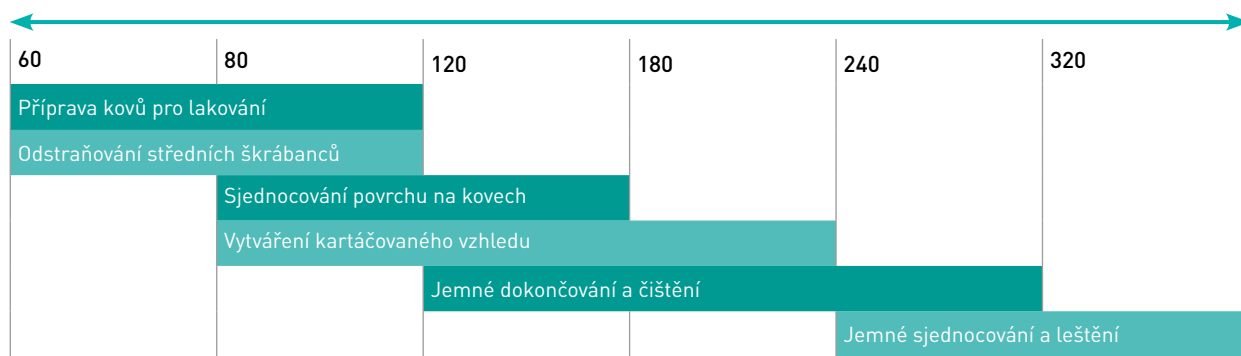 60 80 120 180 240 320
Příprava kovů pro lakování
Odstraňování středních škrábanců
Sjednocování povrchu na kovech
Vytváření kartáčovaného vzhledu
Jemné dokončování a čištění
Jemné sjednocování a leštění